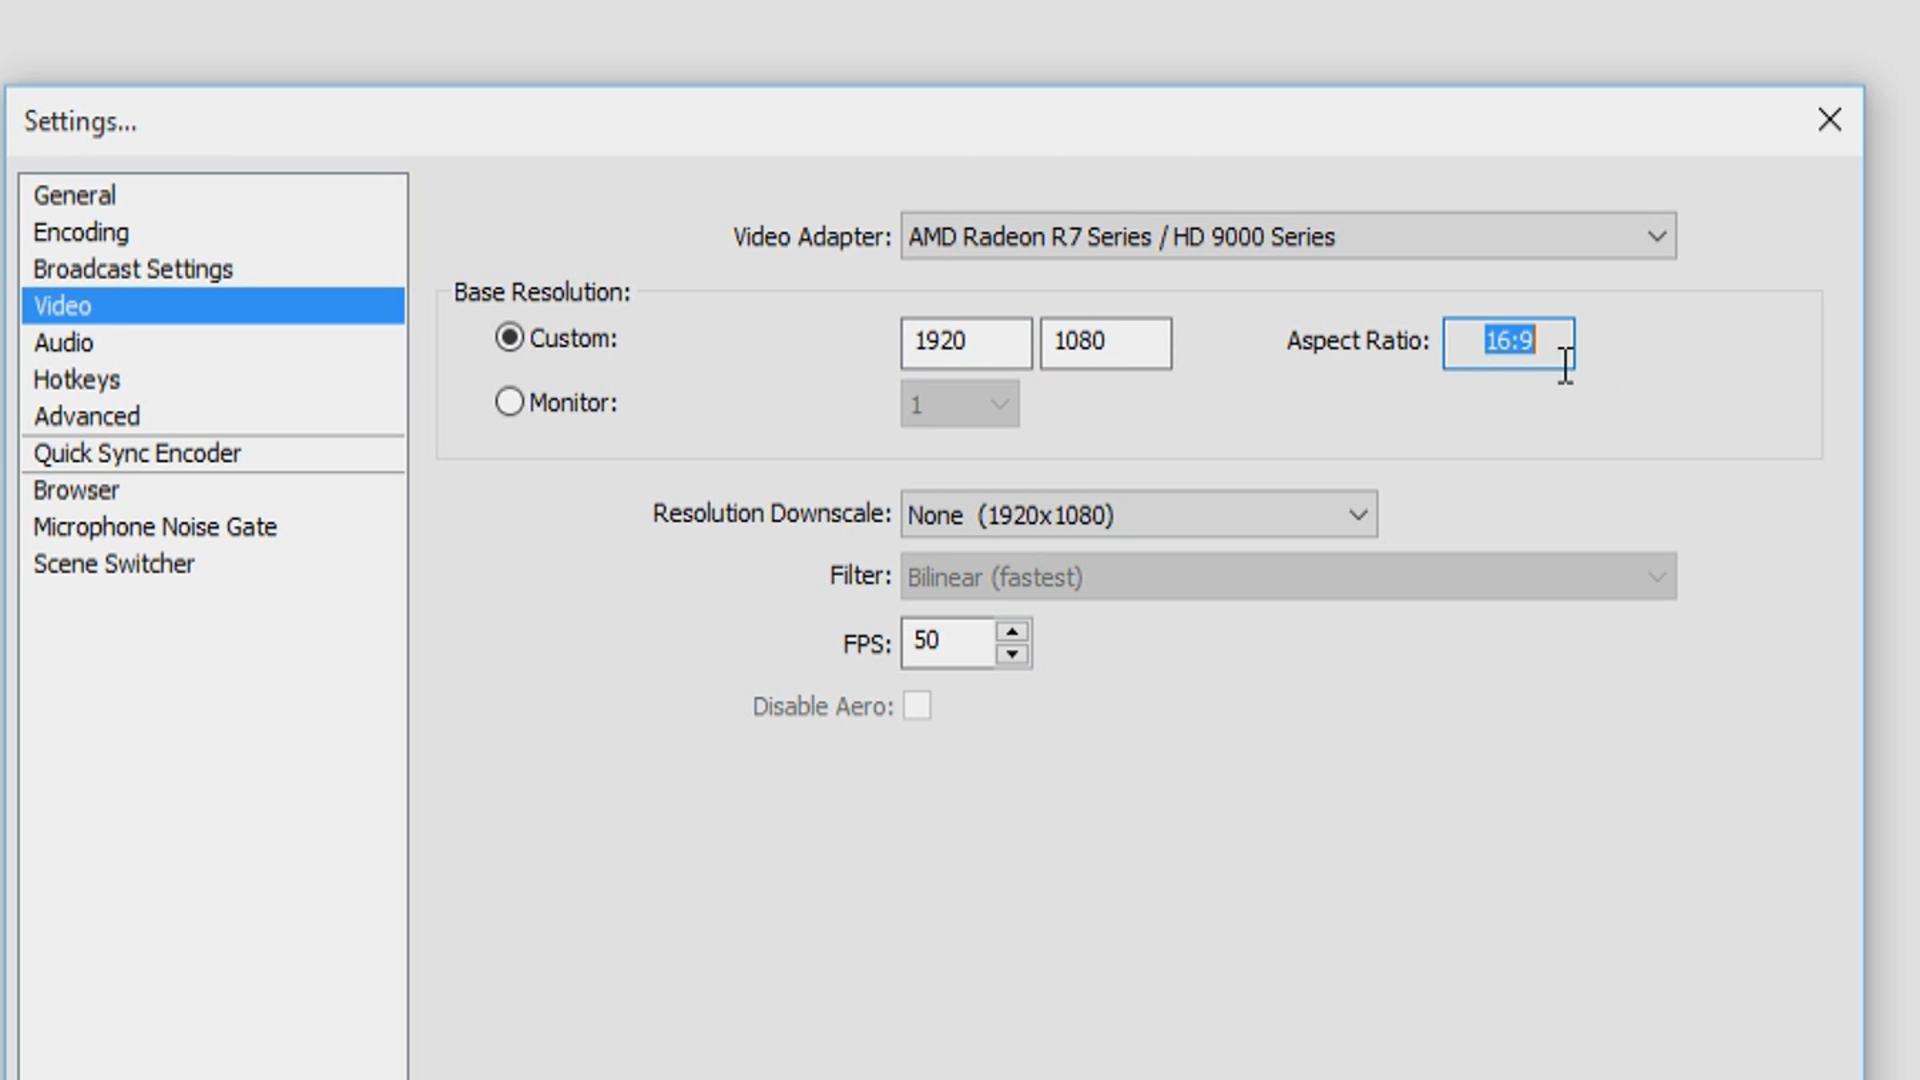 Settings...
General
Encoding
Broadcast Settings
Video
Audio
Hotkeys
Advanced
Quick Sync Encoder
Browser
Microphone Noise Gate
Scene Switcher
Video Adapter: AMD Radeon R7 Series / HD 9000 Series
Base Resolution:
Custom: 1920 1080 Aspect Ratio: 16:9
Monitor: 1
Resolution Downscale: None (1920x1080)
Filter: Bilinear (fastest)
FPS: 50
Disable Aero: